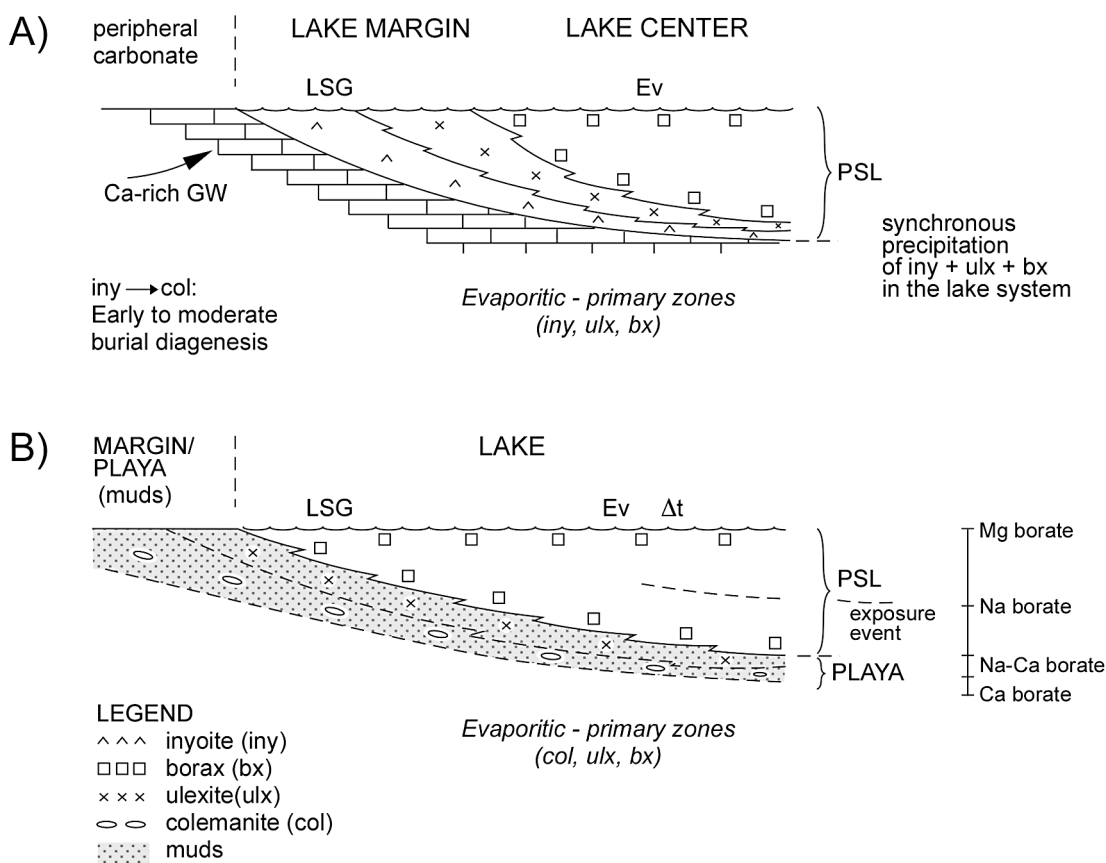 A)
peripheral
carbonate
LAKE MARGIN
LAKE CENTER
LSG
Ev
PSL
Ca-rich GW
synchronous
precipitation
of iny + ulx + bx
in the lake system
iny → col:
Early to moderate
burial diagenesis
Evaporitic - primary zones
(iny, ulx, bx)
B)
MARGIN/
PLAYA
(muds)
LAKE
LSG
Ev
Δt
Mg borate
PSL
Na borate
exposure
event
Na-Ca borate
PLAYA
Ca borate
LEGEND
inyoite (iny)
borax (bx)
ulexite(ulx)
colemanite (col)
muds
Evaporitic - primary zones
(col, ulx, bx)